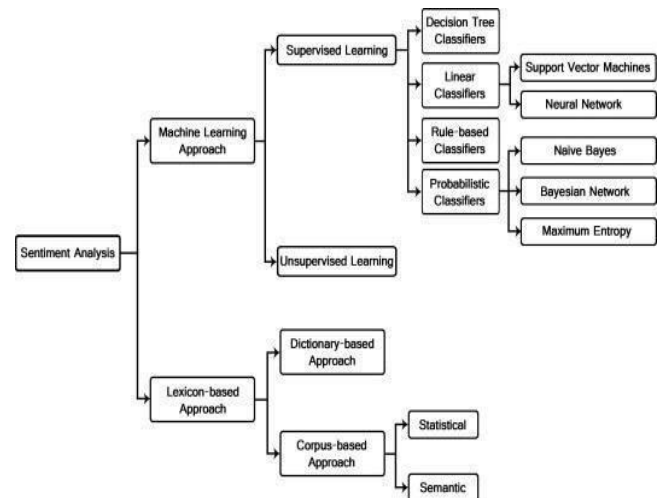 Decision Tree
Classifiers
Supervised Learning
Linear
Classifiers
Support Vector Machines
Neural Network
Machine Learning
Approach
Rule-based
Classifiers
Naive Bayes
Probabilistic
Classifiers
Bayesian Network
Maximum Entropy
Sentiment Analysis
Unsupervised Learning
Dictionary-based
Approach
Lexicon-based
Approach
Corpus-based
Approach
Statistical
Semantic